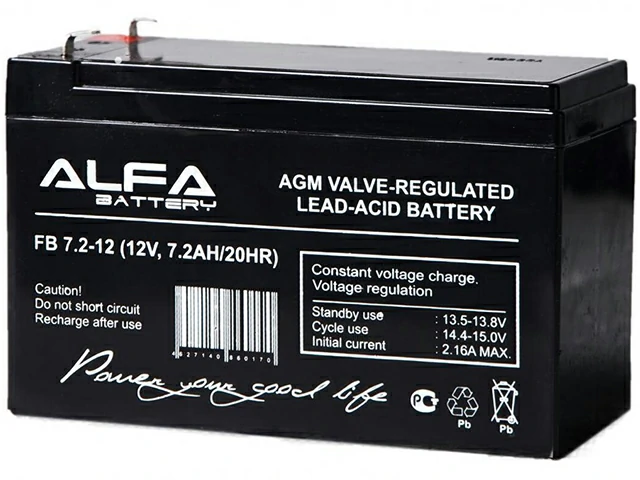 ALFA
BATTERY
FB 7.2-12 (12V, 7.2AH/20HR)
Caution!
Do not short circuit
Recharge after use
4627140660170
AGM VALVE-REGULATED
LEAD-ACID BATTERY
Constant voltage charge.
Voltage regulation
Standby use : 13.5-13.8V
Cycle use : 14.4-15.0V
Initial current : 2.16A MAX.
Power your good life
Pb
Pb